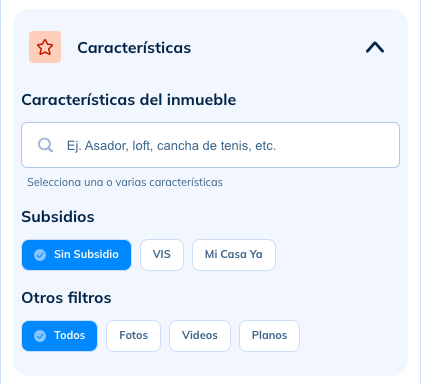 Características
Características del inmueble
Ej. Asador, loft, cancha de tenis, etc.
Selecciona una o varias características
Subsidios
Sin Subsidio VIS Mi Casa Ya
Otros filtros
Todos Fotos Videos Planos